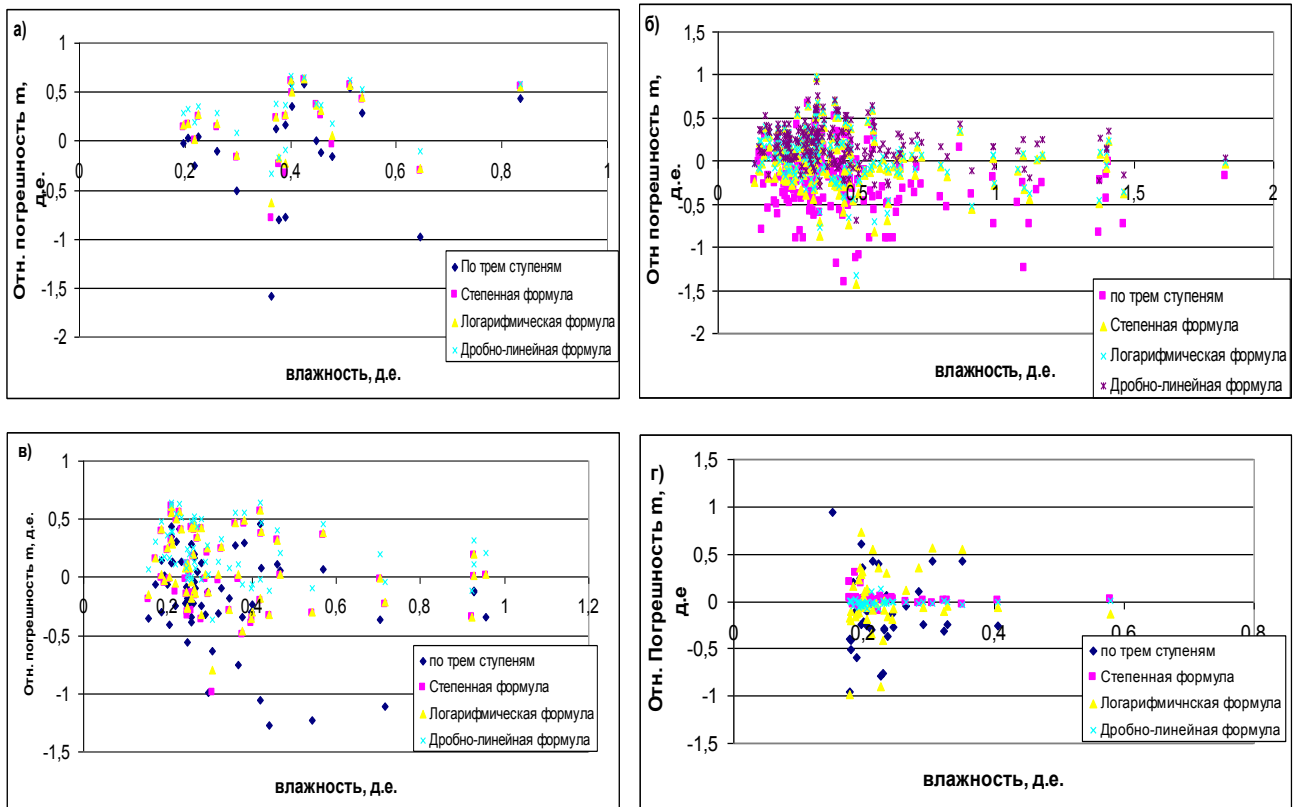 а)
Отн. погрешность m,
д.е.
1
0,5
0
-0,5
-1
-1,5
-2
0
0,2
0,4
0,6
0,8
1
По трем ступеням
Степенная формула
Логарифмическая формула
Дробно-линейная формула
влажность, д.е.
б)
Отн погрешность m,
д.е.
1,5
1
0,5
0
-0,5
-1
-1,5
-2
0
0,5
1
1,5
2
по трем ступеням
Степенная формула
Логарифмическая формула
Дробно-линейная формула
влажность, д.е.
в)
Отн. погрешность m, д.е.
1
0,5
0
-0,5
-1
-1,5
0
0,2
0,4
0,6
0,8
1
1,2
по трем ступеням
Степенная формула
Логарифмическая формула
Дробно-линейная формула
влажность, д.е.
г)
Отн. Погрешность m,
д.е
1,5
1
0,5
0
-0,5
-1
-1,5
0
0,2
0,4
0,6
0,8
по трем ступеням
Степенная формула
Логарифмичнская формула
Дробно-линейная формула
влажность, д.е.